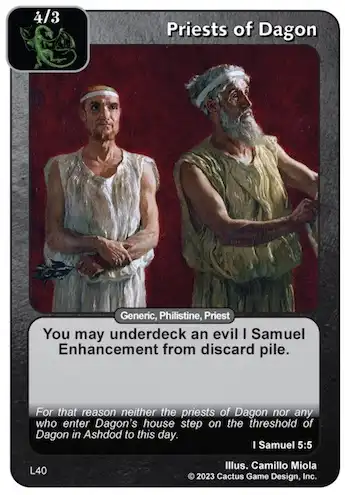 4/3
Priests of Dagon
Generic, Philistine, Priest
You may underdeck an evil I Samuel
Enhancement from discard pile.
For that reason neither the priests of Dagon nor any
who enter Dagon's house step on the threshold of
Dagon in Ashdod to this day.
I Samuel 5:5
L40
Illus. Camillo Miola
© 2023 Cactus Game Design, Inc.